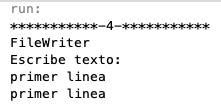 run:
***********-4-***********
FileWriter
Escribe texto:
primer linea
primer linea